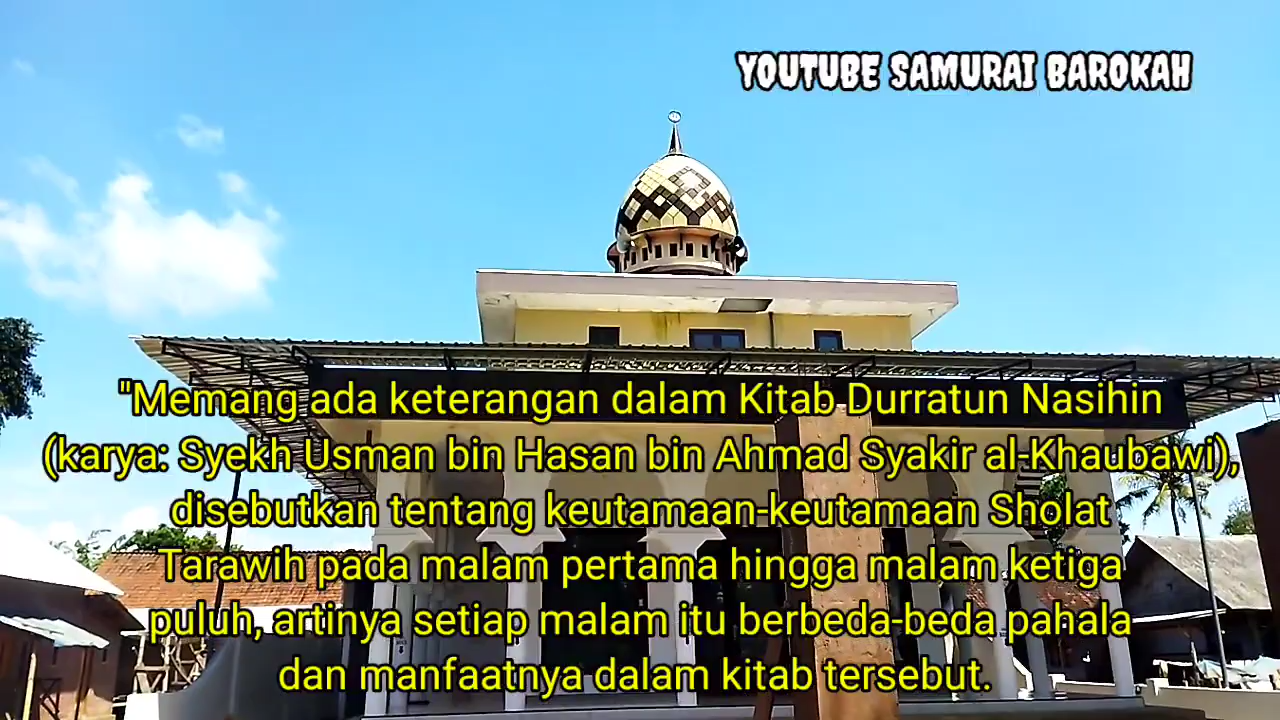 YOUTUBE SAMURAI BAROKAH
"Memang ada keterangan dalam Kitab Durratun Nasihin
(karya: Syekh Usman bin Hasan bin Ahmad Syakir al-Khaubawi),
disebutkan tentang keutamaan-keutamaan Sholat
Tarawih pada malam pertama hingga malam ketiga
puluh, artinya setiap malam itu berbeda-beda pahala
dan manfaatnya dalam kitab tersebut.